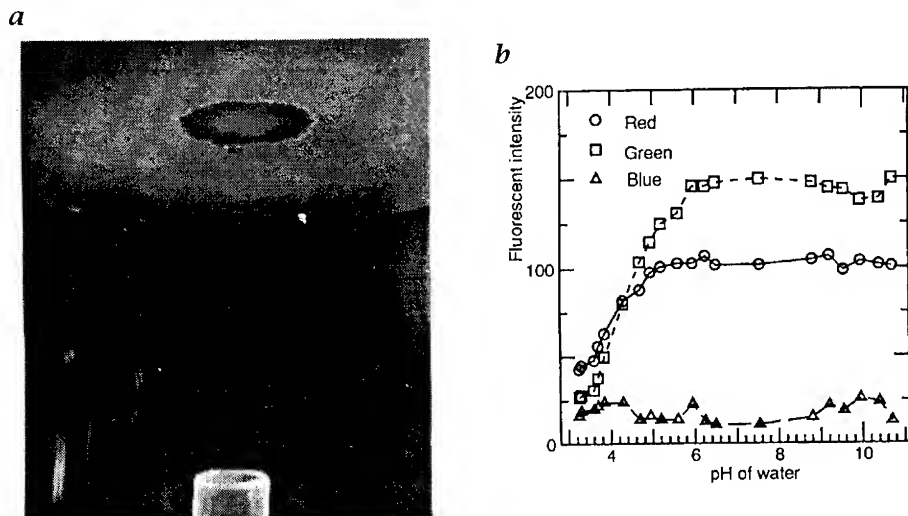 a
b
200
100
0
Fluorescent intensity
Red
Green
Blue
4
6
8
10
pH of water